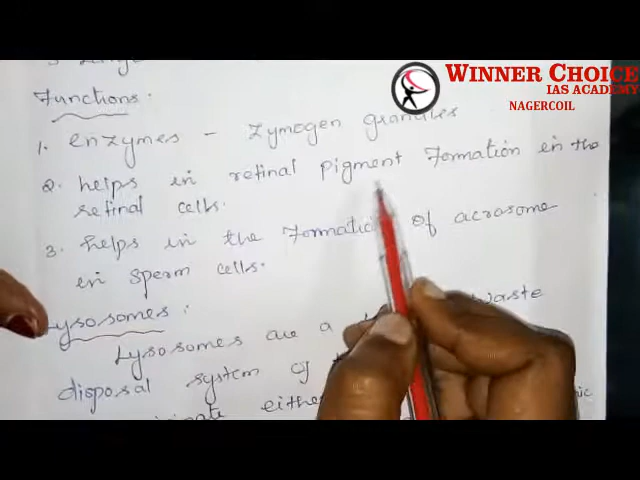 WINNER CHOICE
IAS ACADEMY
NAGERCOIL
Functions:
1. enzymes - zymogen granules
2. helps in retinal pigment Formation in the
retinal cells.
3. helps in the Formation of acrosome
in sperm cells.
Lysosomes:
Lysosomes are a waste
disposal system of
either